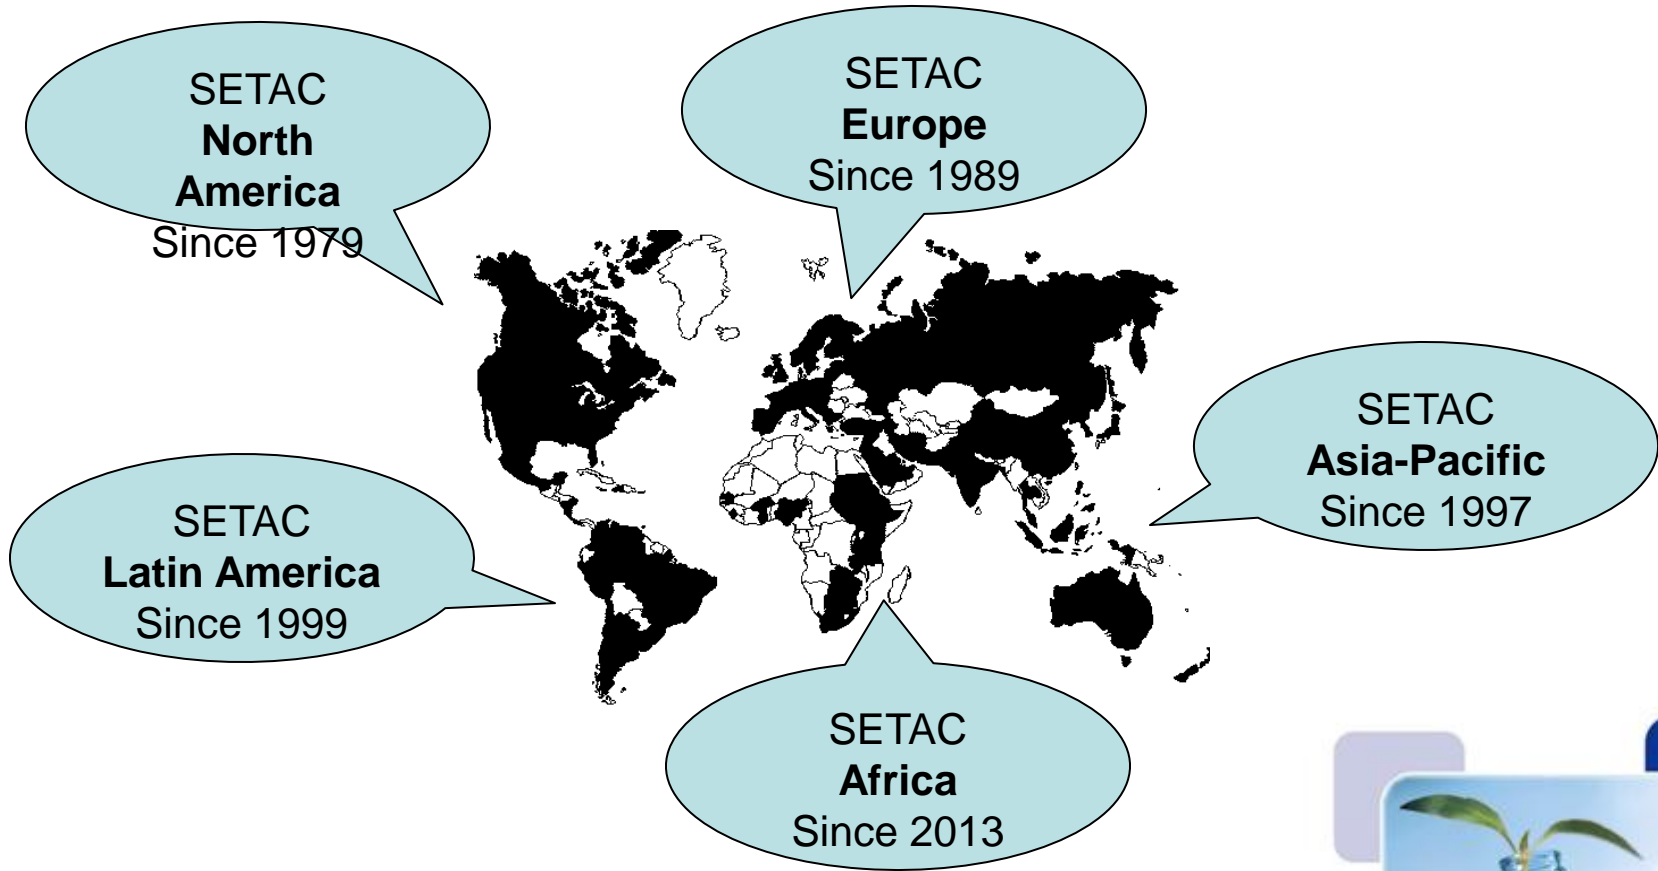 SETAC
North
America
Since 1979
SETAC
Europe
Since 1989
SETAC
Asia-Pacific
Since 1997
SETAC
Latin America
Since 1999
SETAC
Africa
Since 2013